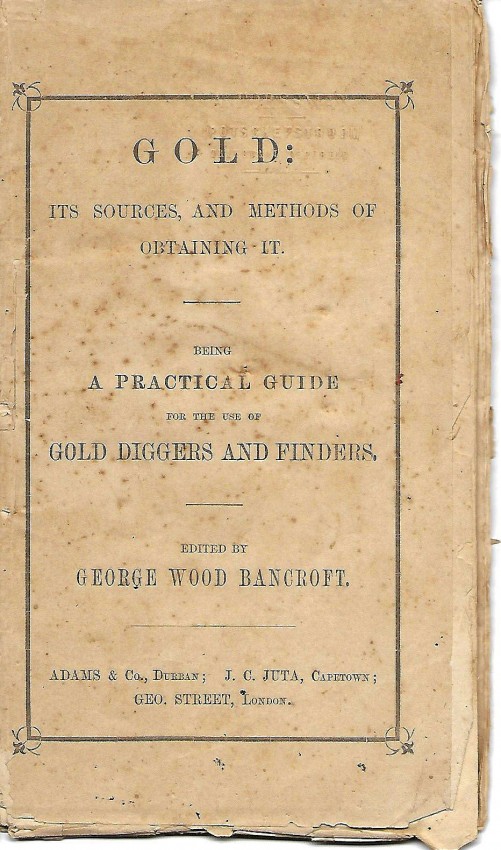 GOLD:
ITS SOURCES, AND METHODS OF
OBTAINING IT.
BEING
A PRACTICAL GUIDE
FOR THE USE OF
GOLD DIGGERS AND FINDERS.
EDITED BY
GEORGE WOOD BANCROFT.
ADAMS & Co., DURBAN; J. C. JUTA, CAPETOWN;
GEO. STREET, LONDON.